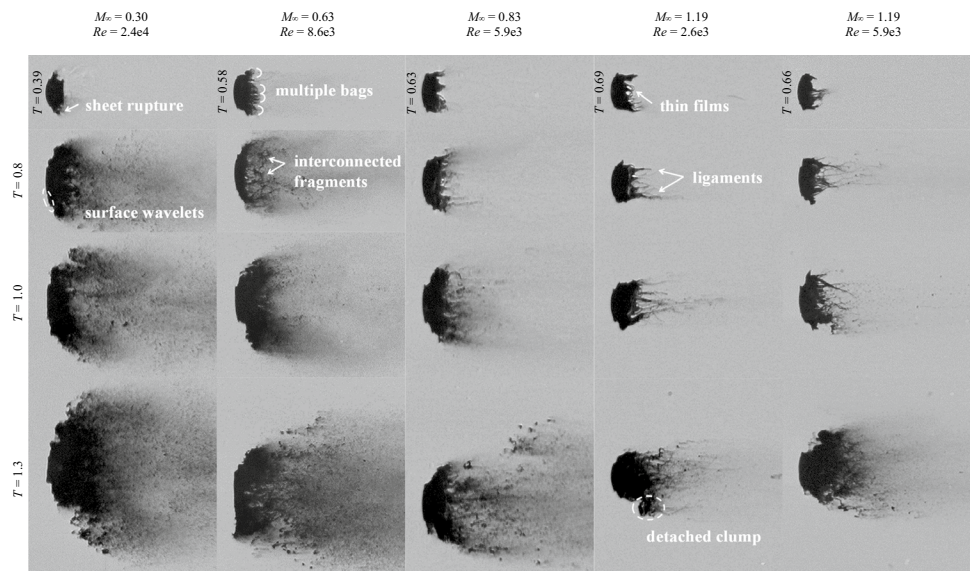 M∞ = 0.30 M∞ = 0.63 M∞ = 0.83 M∞ = 1.19 M∞ = 1.19
Re = 2.4e4 Re = 8.6e3 Re = 5.9e3 Re = 2.6e3 Re = 5.9e3
T = 0.39 T = 0.58 T = 0.63 T = 0.69 T = 0.66
sheet rupture
multiple bags
thin films
T = 0.8
interconnected
fragments
ligaments
surface wavelets
T = 1.0
T = 1.3
detached clump